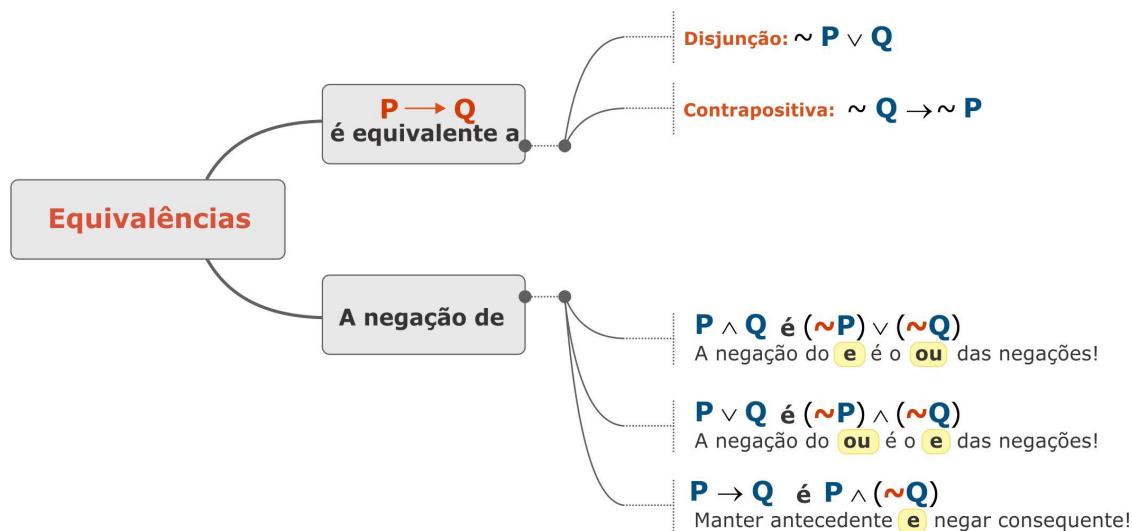 Equivalências
P → Q
é equivalente a
Disjunção: ~ P ∨ Q
Contrapositiva: ~ Q → ~ P
A negação de
P ∧ Q é (~P) ∨ (~Q)
A negação do e é o ou das negações!
P ∨ Q é (~P) ∧ (~Q)
A negação do ou é o e das negações!
P → Q é P ∧ (~Q)
Manter antecedente e negar consequente!